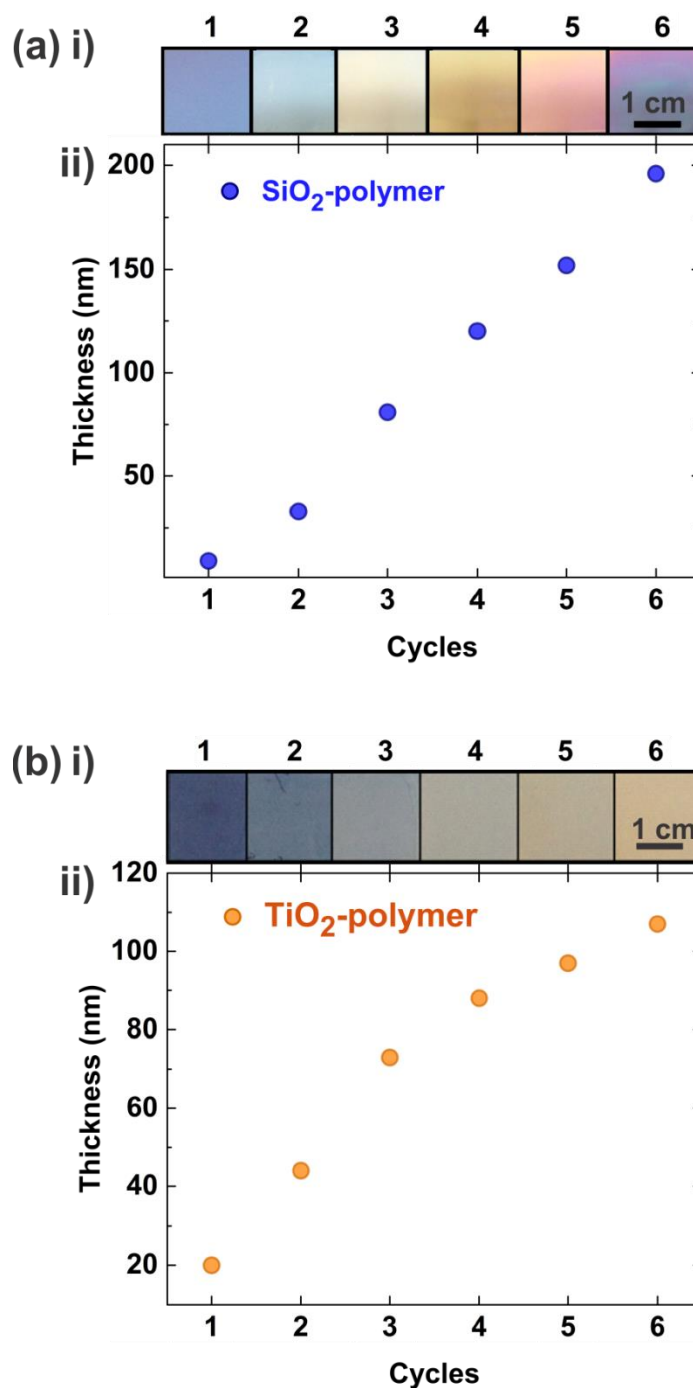 (a) i) 1 2 3 4 5 6
1 cm
ii) 200
SiO2-polymer
150
100
50
Thickness (nm)
1 2 3 4 5 6
Cycles
(b) i) 1 2 3 4 5 6
1 cm
ii) 120
TiO2-polymer
100
80
60
40
20
Thickness (nm)
1 2 3 4 5 6
Cycles